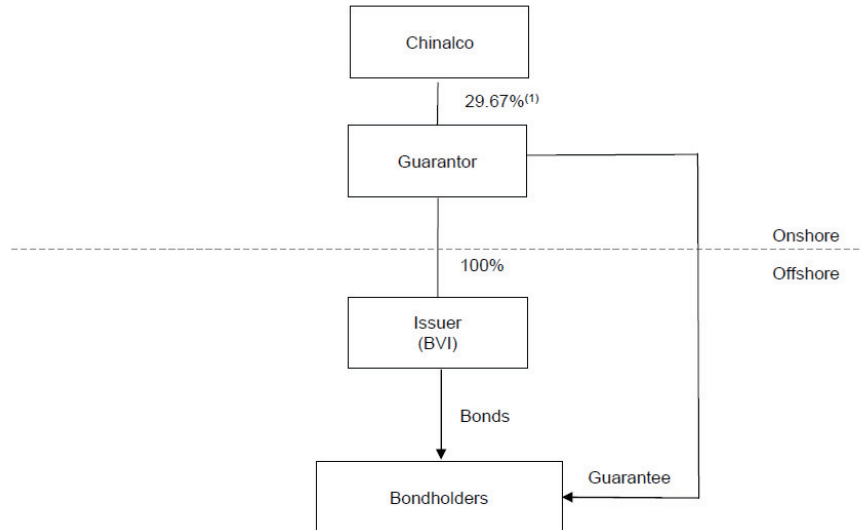 Chinalco
29.67%(1)
Guarantor
Onshore
100%
Offshore
Issuer
(BVI)
Bonds
Guarantee
Bondholders